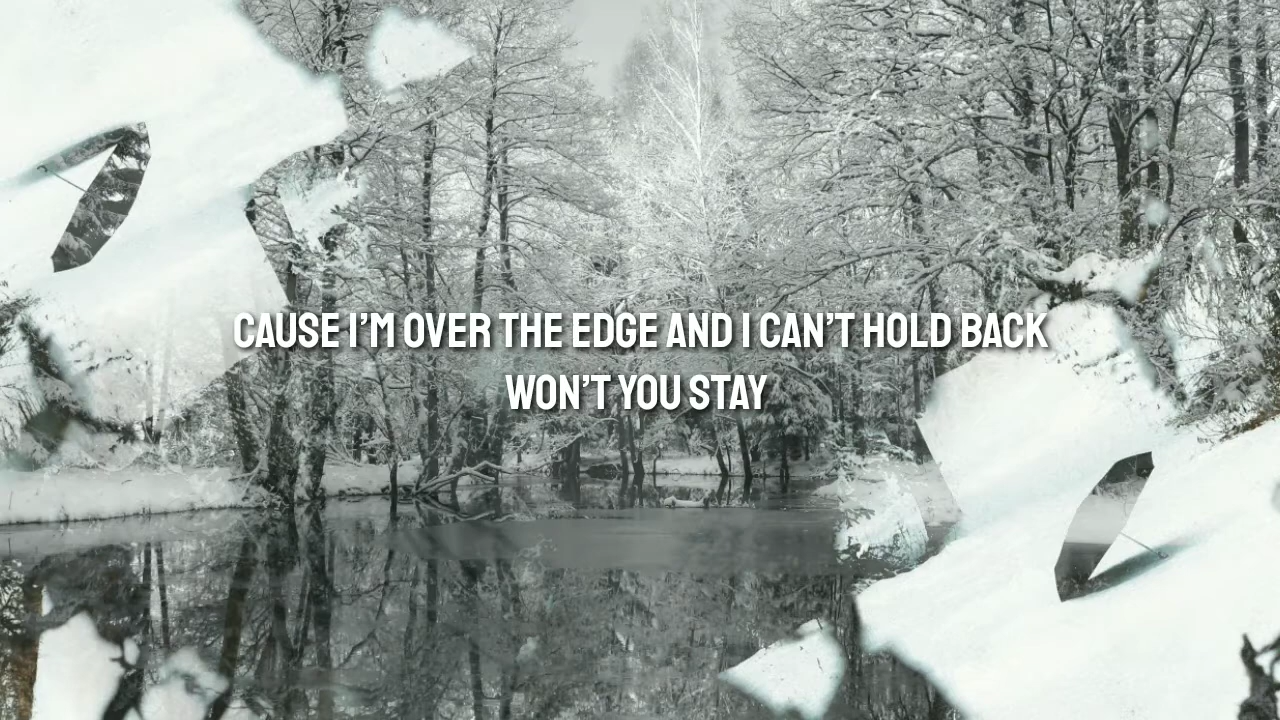 CAUSE I’M OVER THE EDGE AND I CAN’T HOLD BACK
WON’T YOU STAY